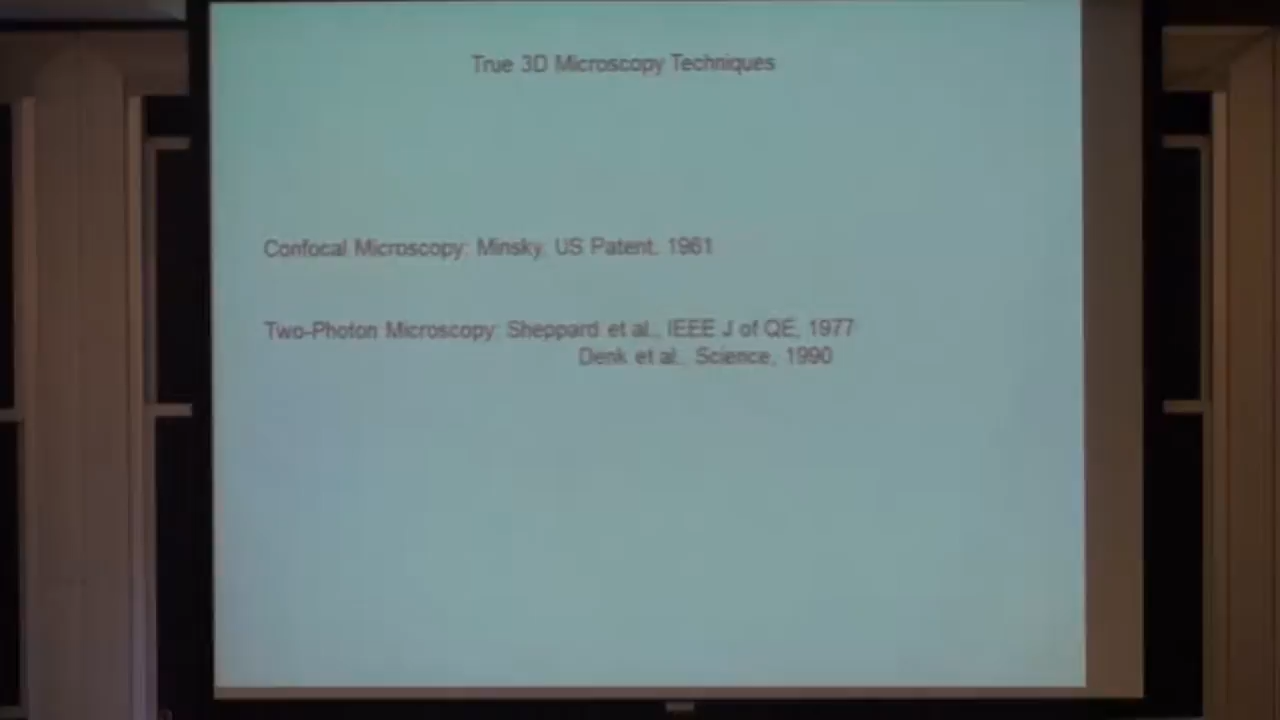 True 3D Microscopy Techniques
Confocal Microscopy: Minsky, US Patent, 1961
Two-Photon Microscopy: Sheppard et al., IEEE J of QE, 1977
Denk et al., Science, 1990